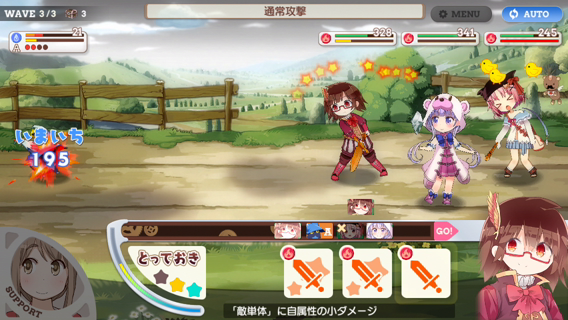 WAVE 3/3 3
通常攻撃
MENU
AUTO
21
A
328
341
245
いまいち
195
GO!
とっておき
SUPPORT
「敵単体」に自属性の小ダメージ